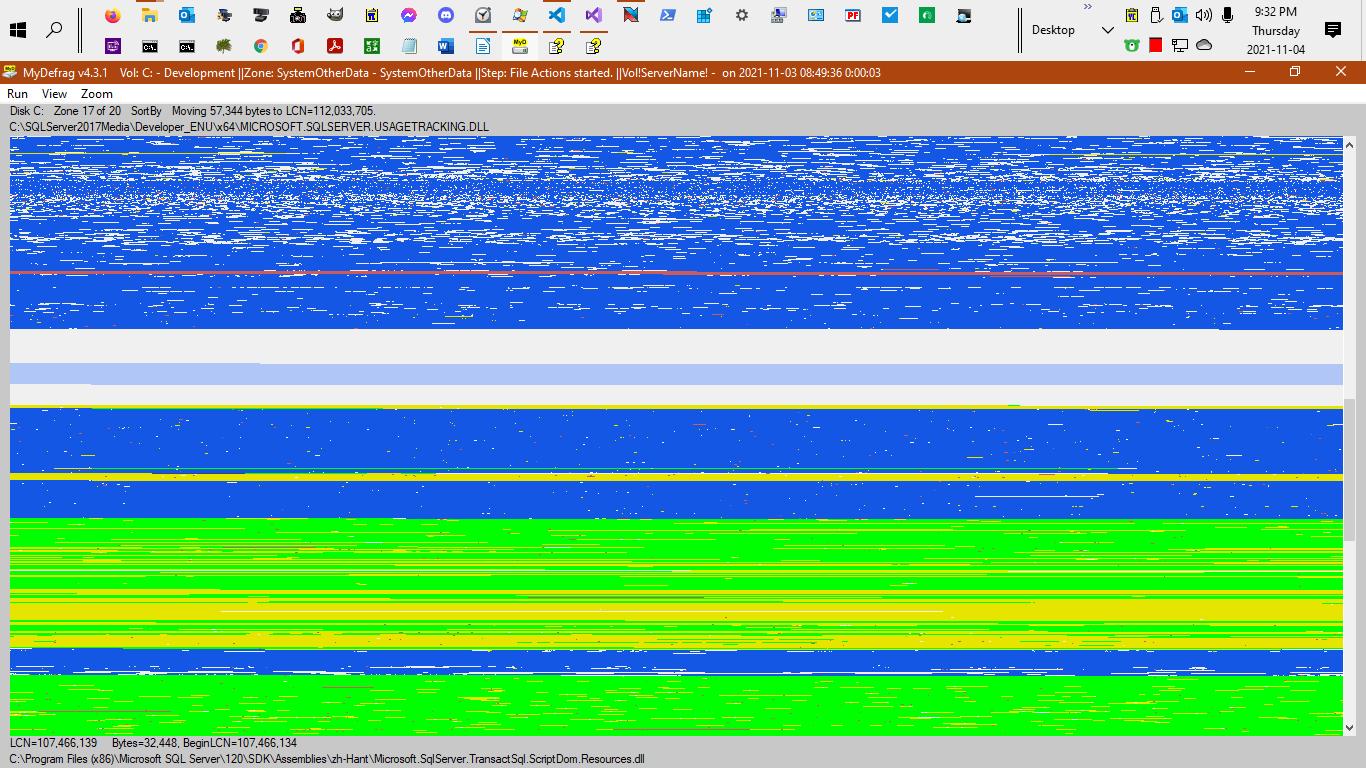 9:32 PM
Desktop
Thursday
2021-11-04
MyDefrag v4.3.1 Vol: C: - Development ||Zone: SystemOtherData - SystemOtherData ||Step: File Actions started. ||Vol!ServerName! - on 2021-11-03 08:49:36 0:00:03
Run View Zoom
Disk C: Zone 17 of 20 SortBy Moving 57,344 bytes to LCN=112,033,705.
C:\SQLServer2017Media\Developer_ENU\x64\MICROSOFT.SQLSERVER.USAGETRACKING.DLL
LCN=107,466,139 Bytes=32,448, BeginLCN=107,466,134
C:\Program Files (x86)\Microsoft SQL Server\120\SDK\Assemblies\zh-Hant\Microsoft.SqlServer.TransactSql.ScriptDom.Resources.dll